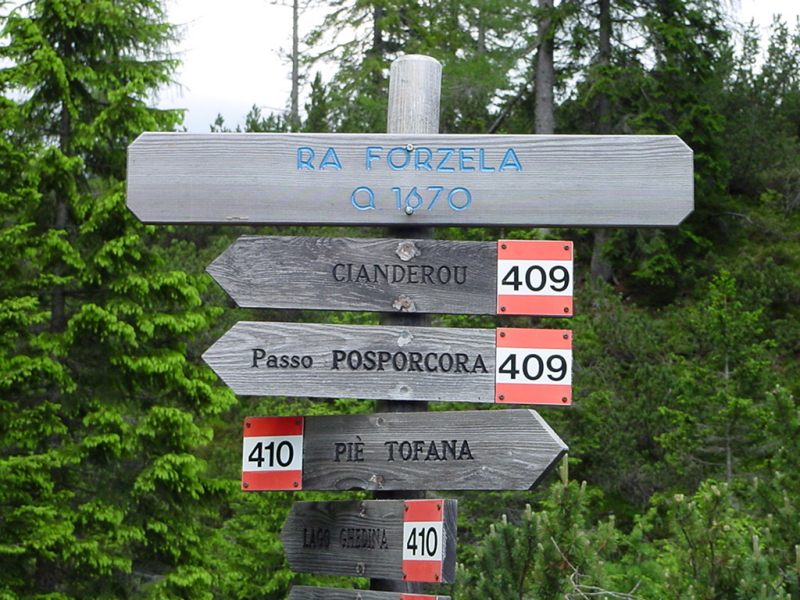 RA FORZELA
Q. 1670
CIANDEROU 409
Passo POSPORCORA 409
410 PIÈ TOFANA
LAGO GHEDINA 410